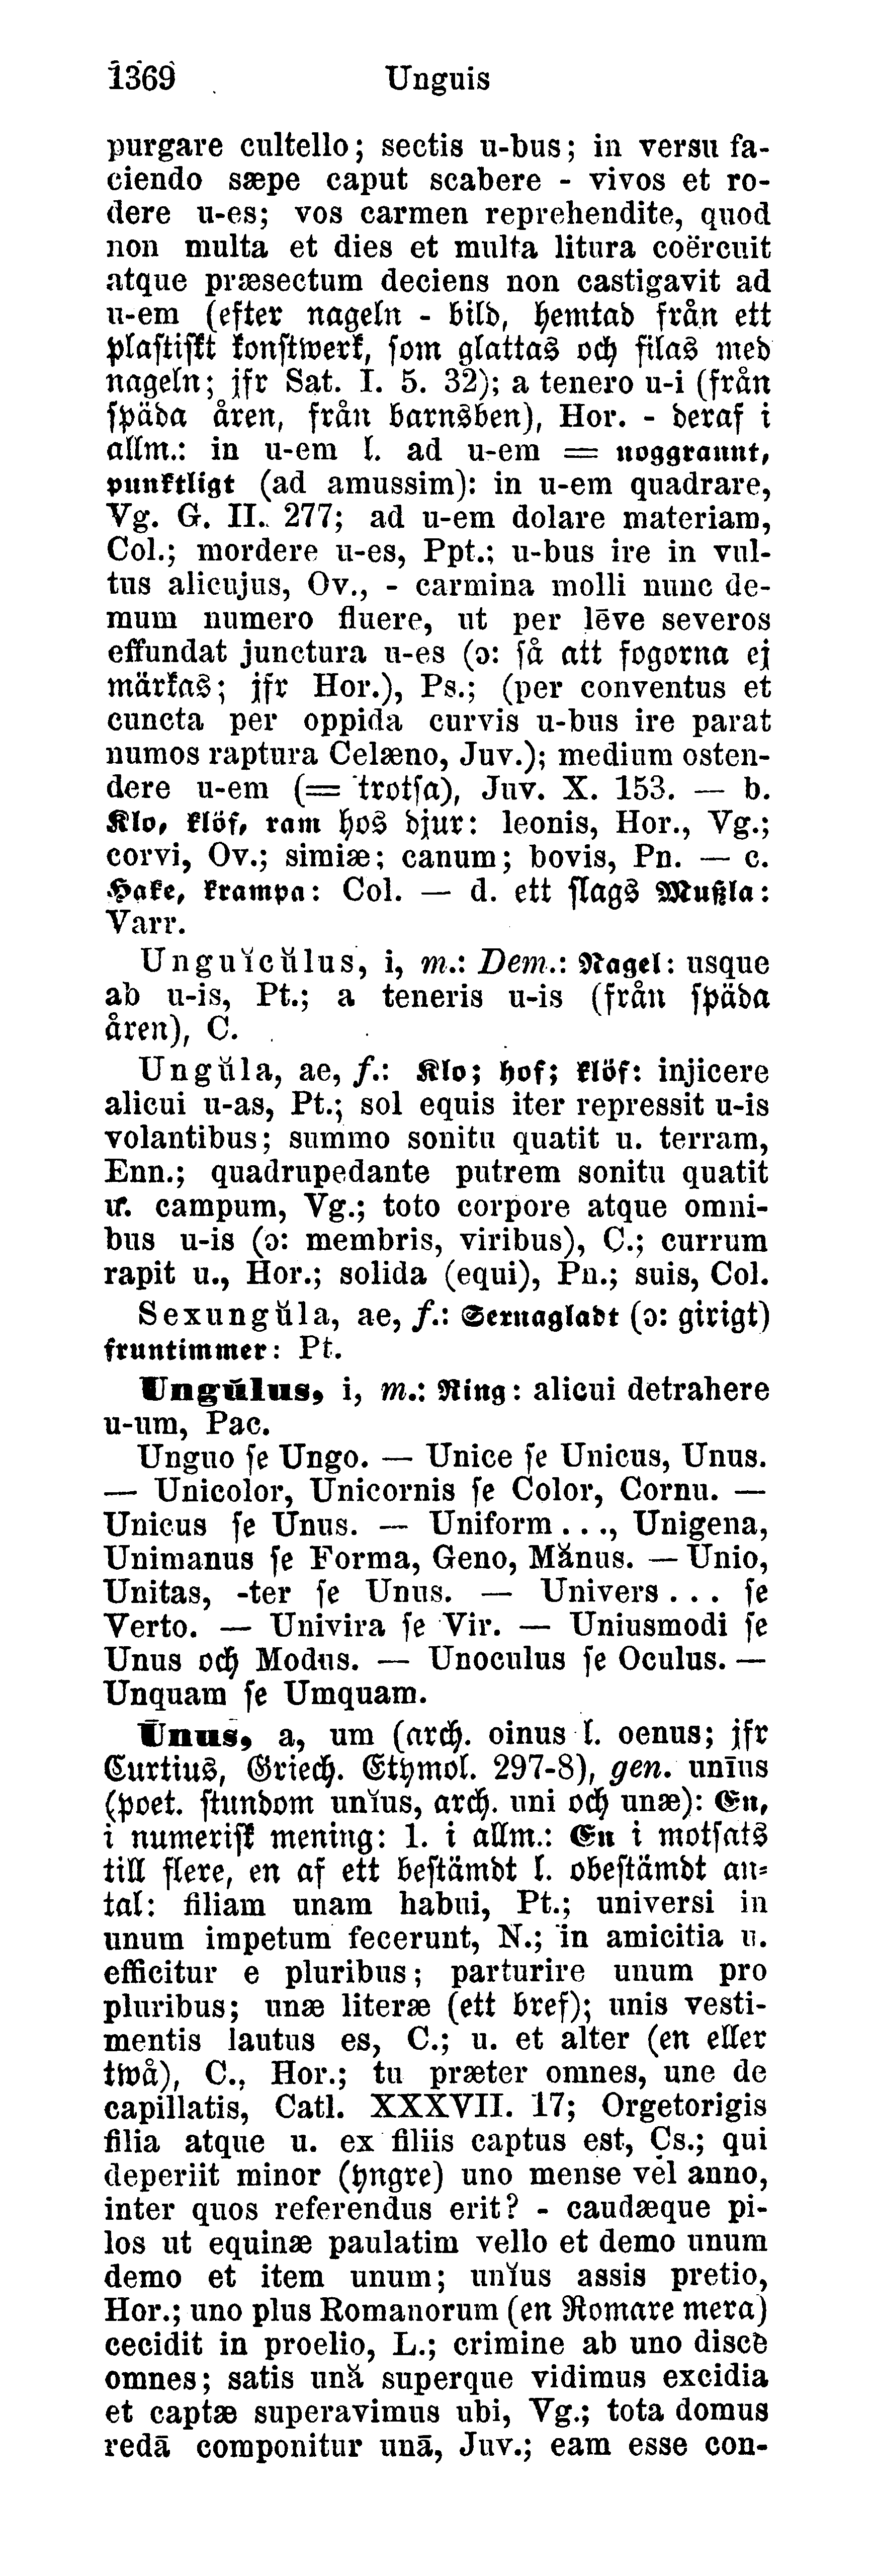 1369 Unguis
purgare cultello; sectis u-bus; in versu fa-
ciendo sæpe caput scabere - vivos et ro-
dere u-es; vos carmen reprehendite, quod
non multa et dies et multa litura coërcuit
atque præsectum deciens non castigavit ad
u-em (efter nageln - bild, hemtad från ett
plastiskt konstwerk, som glattas och filas med
nageln; jfr Sat. I. 5. 32); a tenero u-i (från
späda åren, från barnsben), Hor. - deraf i
allm.: in u-em l. ad u-em = noggrannt,
punktligt (ad amussim): in u-em quadrare,
Vg. G. II. 277; ad u-em dolare materiam,
Col.; mordere u-es, Ppt.; u-bus ire in vul-
tus alicujus, Ov., - carmina molli nunc de-
mum numero fluere, ut per lēve severos
effundat junctura u-es (ɔ: så att fogorna ej
märkas; jfr Hor.), Ps.; (per conventus et
cuncta per oppida curvis u-bus ire parat
numos raptura Celæno, Juv.); medium osten-
dere u-em (= trotsa), Juv. X. 153. — b.
Klo, klöf, ram hos djur: leonis, Hor., Vg.;
corvi, Ov.; simiæ; canum; bovis, Pn. — c.
Hake, krampa: Col. — d. ett slags Mußla:
Varr.
Unguĭcŭlus, i, m.: Dem.: Nagel: usque
ab u-is, Pt.; a teneris u-is (från späda
åren), C.
Ungŭla, ae, f.: Klo; hof; klöf: injicere
alicui u-as, Pt.; sol equis iter repressit u-is
volantibus; summo sonitu quatit u. terram,
Enn.; quadrupedante putrem sonitu quatit
u. campum, Vg.; toto corpore atque omni-
bus u-is (ɔ: membris, viribus), C.; currum
rapit u., Hor.; solida (equi), Pn.; suis, Col.
Sexungŭla, ae, f.: Sexnagladt (ɔ: girigt)
fruntimmer: Pt.
Ungŭlus, i, m.: Ring: alicui detrahere
u-um, Pac.
Unguo se Ungo. — Unice se Unicus, Unus.
— Unicolor, Unicornis se Color, Cornu. —
Unicus se Unus. — Uniform..., Unigena,
Unimanus se Forma, Geno, Mănus. — Unio,
Unitas, -ter se Unus. — Univers... se
Verto. — Univira se Vir. — Uniusmodi se
Unus och Modus. — Unoculus se Oculus. —
Unquam se Umquam.
Ūnus, a, um (arch. oinus l. oenus; jfr
Curtius, Griech. Etymol. 297-8), gen. unīus
(poet. stundom unĭus, arch. uni och unæ): En,
i numerisk mening: 1. i allm.: En i motsats
till flere, en af ett bestämdt l. obestämdt an-
tal: filiam unam habui, Pt.; universi in
unum impetum fecerunt, N.; in amicitia u.
efficitur e pluribus; parturire unum pro
pluribus; unæ literæ (ett bref); unis vesti-
mentis lautus es, C.; u. et alter (en eller
twå), C., Hor.; tu præter omnes, une de
capillatis, Catl. XXXVII. 17; Orgetorigis
filia atque u. ex filiis captus est, Cs.; qui
deperiit minor (yngre) uno mense vel anno,
inter quos referendus erit? - caudæque pi-
los ut equinæ paulatim vello et demo unum
demo et item unum; unĭus assis pretio,
Hor.; uno plus Romanorum (en Romare mera)
cecidit in proelio, L.; crimine ab uno disce
omnes; satis ună superque vidimus excidia
et captæ superavimus ubi, Vg.; tota domus
redā componitur unā, Juv.; eam esse con-